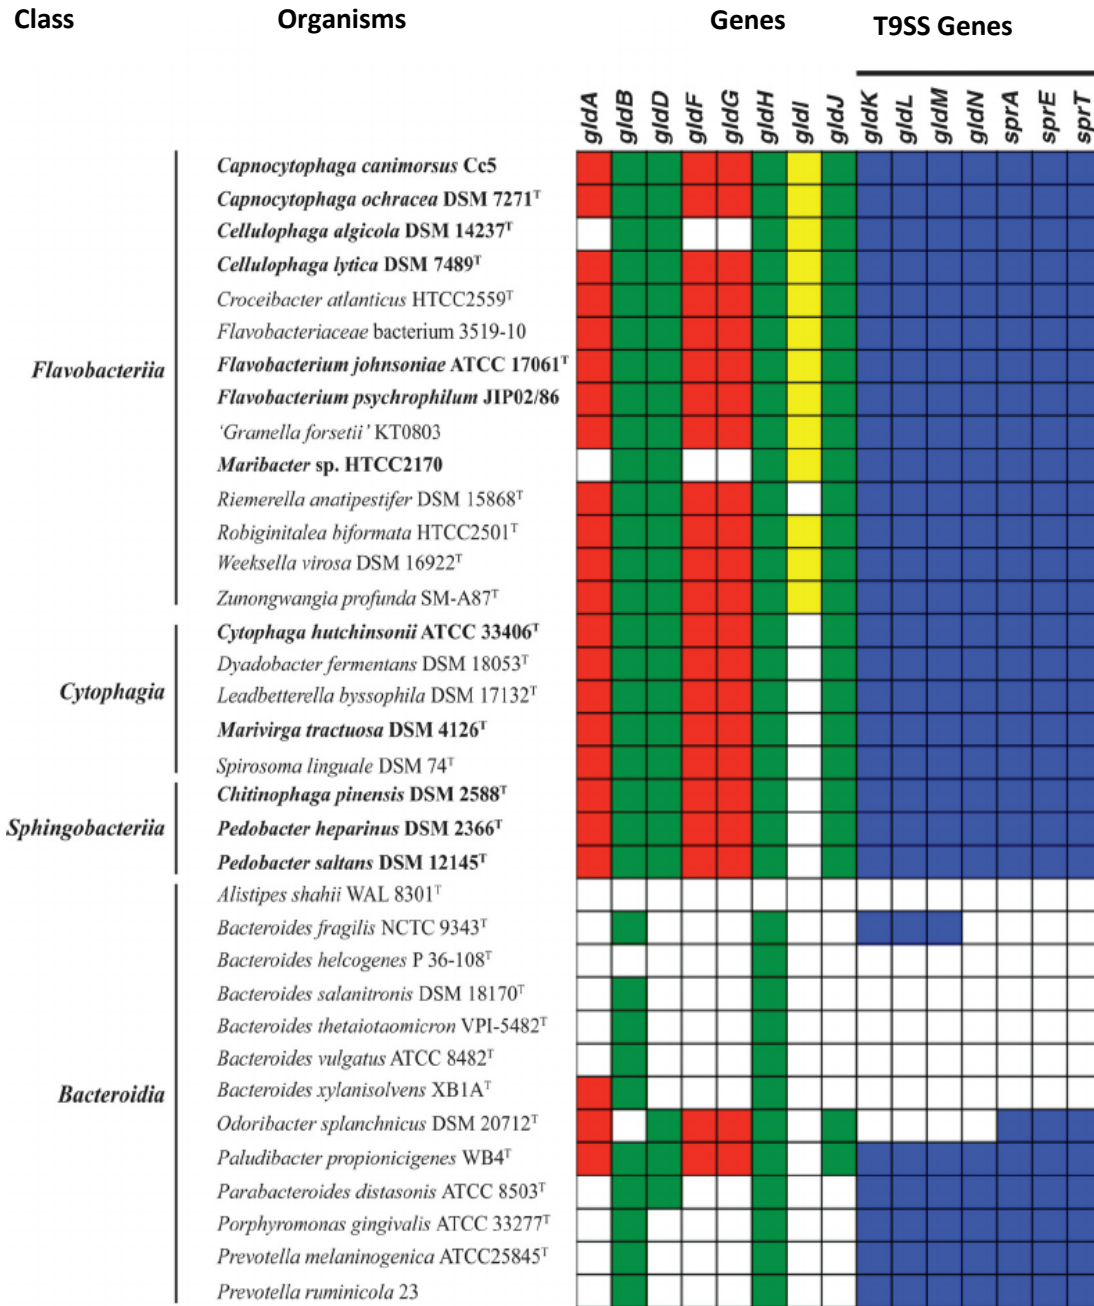 Class Organisms Genes T9SS Genes
gldA gldB gldD gldF gldG gldH gldI gldJ gldK gldL gldM gldN sprA sprE sprT
Capnocytophaga canimorsus Cc5
Capnocytophaga ochracea DSM 7271ᵀ
Cellulophaga algicola DSM 14237ᵀ
Cellulophaga lytica DSM 7489ᵀ
Croceibacter atlanticus HTCC2559ᵀ
Flavobacteriaceae bacterium 3519-10
Flavobacteriia Flavobacterium johnsoniae ATCC 17061ᵀ
Flavobacterium psychrophilum JIP02/86
‘Gramella forsetii’ KT0803
Maribacter sp. HTCC2170
Riemerella anatipestifer DSM 15868ᵀ
Robiginitalea biformata HTCC2501ᵀ
Weeksella virosa DSM 16922ᵀ
Zunongwangia profunda SM-A87ᵀ
Cytophaga hutchinsonii ATCC 33406ᵀ
Dyadobacter fermentans DSM 18053ᵀ
Cytophagia Leadbetterella byssophila DSM 17132ᵀ
Marivirga tractuosa DSM 4126ᵀ
Spirosoma linguale DSM 74ᵀ
Chitinophaga pinensis DSM 2588ᵀ
Sphingobacteriia Pedobacter heparinus DSM 2366ᵀ
Pedobacter saltans DSM 12145ᵀ
Alistipes shahii WAL 8301ᵀ
Bacteroides fragilis NCTC 9343ᵀ
Bacteroides helcogenes P 36-108ᵀ
Bacteroides salanitronis DSM 18170ᵀ
Bacteroides thetaiotaomicron VPI-5482ᵀ
Bacteroides vulgatus ATCC 8482ᵀ
Bacteroidia Bacteroides xylanisolvens XB1Aᵀ
Odoribacter splanchnicus DSM 20712ᵀ
Paludibacter propionicigenes WB4ᵀ
Parabacteroides distasonis ATCC 8503ᵀ
Porphyromonas gingivalis ATCC 33277ᵀ
Prevotella melaninogenica ATCC25845ᵀ
Prevotella ruminicola 23